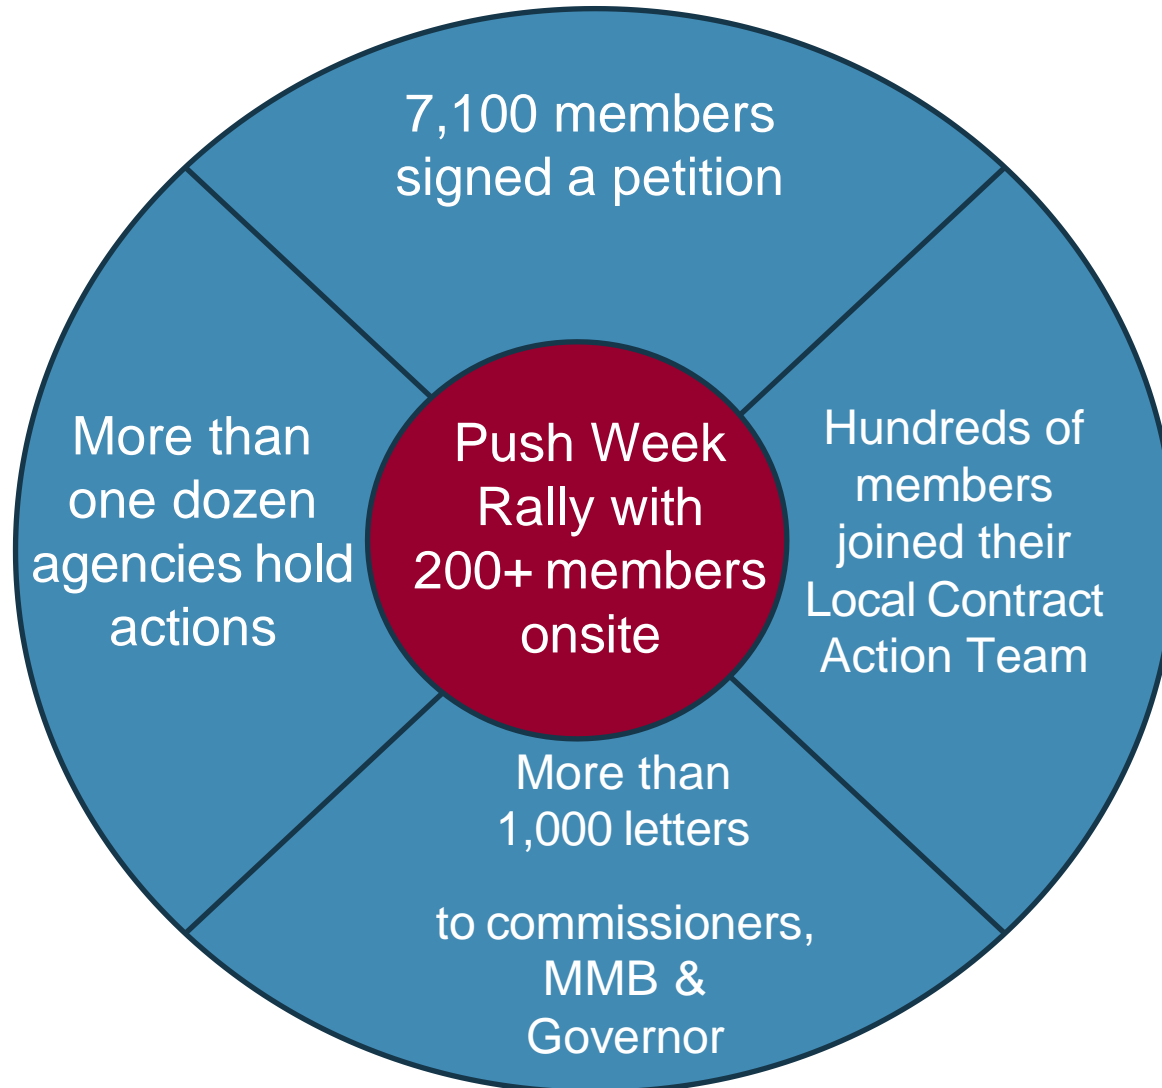 7,100 members
signed a petition
More than
one dozen
agencies hold
actions
Push Week
Rally with
200+ members
onsite
Hundreds of
members
joined their
Local Contract
Action Team
More than
1,000 letters
to commissioners,
MMB &
Governor